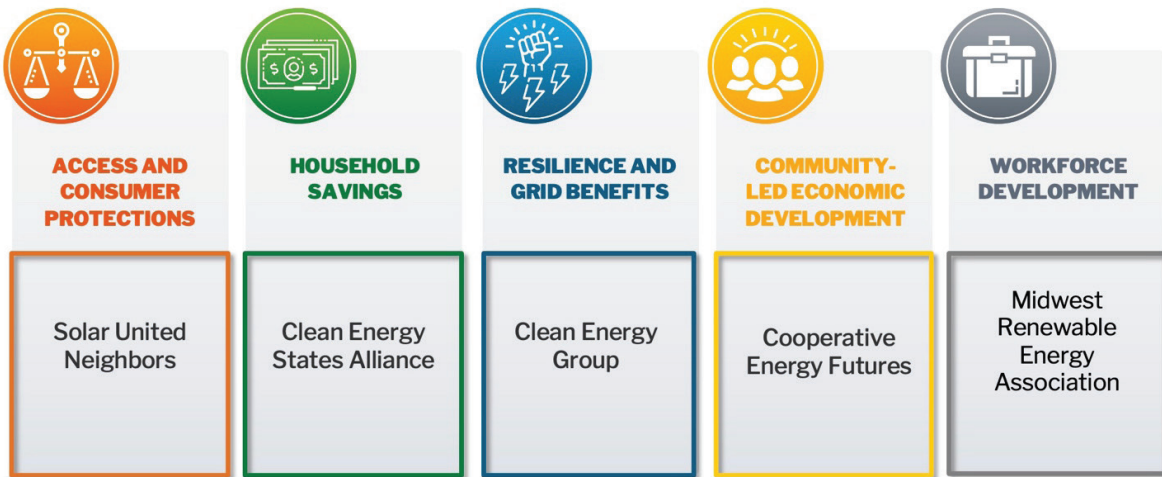 ACCESS AND
CONSUMER
PROTECTIONS
HOUSEHOLD
SAVINGS
RESILIENCE AND
GRID BENEFITS
COMMUNITY-
LED ECONOMIC
DEVELOPMENT
WORKFORCE
DEVELOPMENT
Solar United
Neighbors
Clean Energy
States Alliance
Clean Energy
Group
Cooperative
Energy Futures
Midwest
Renewable
Energy
Association